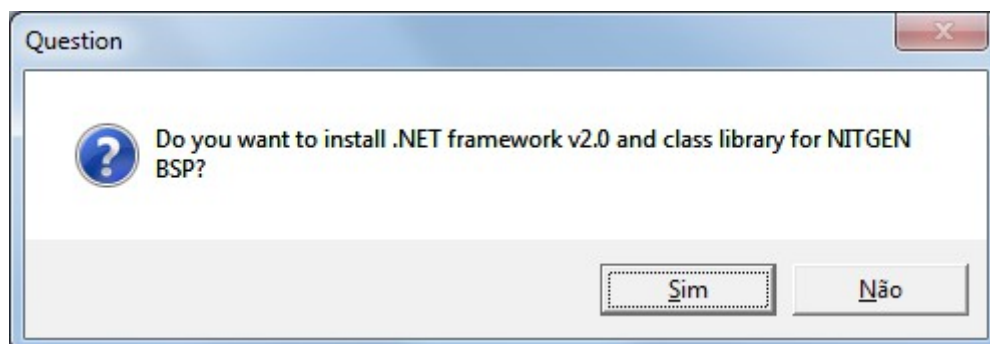 Question
Do you want to install .NET framework v2.0 and class library for NITGEN
BSP?
Sim
Não